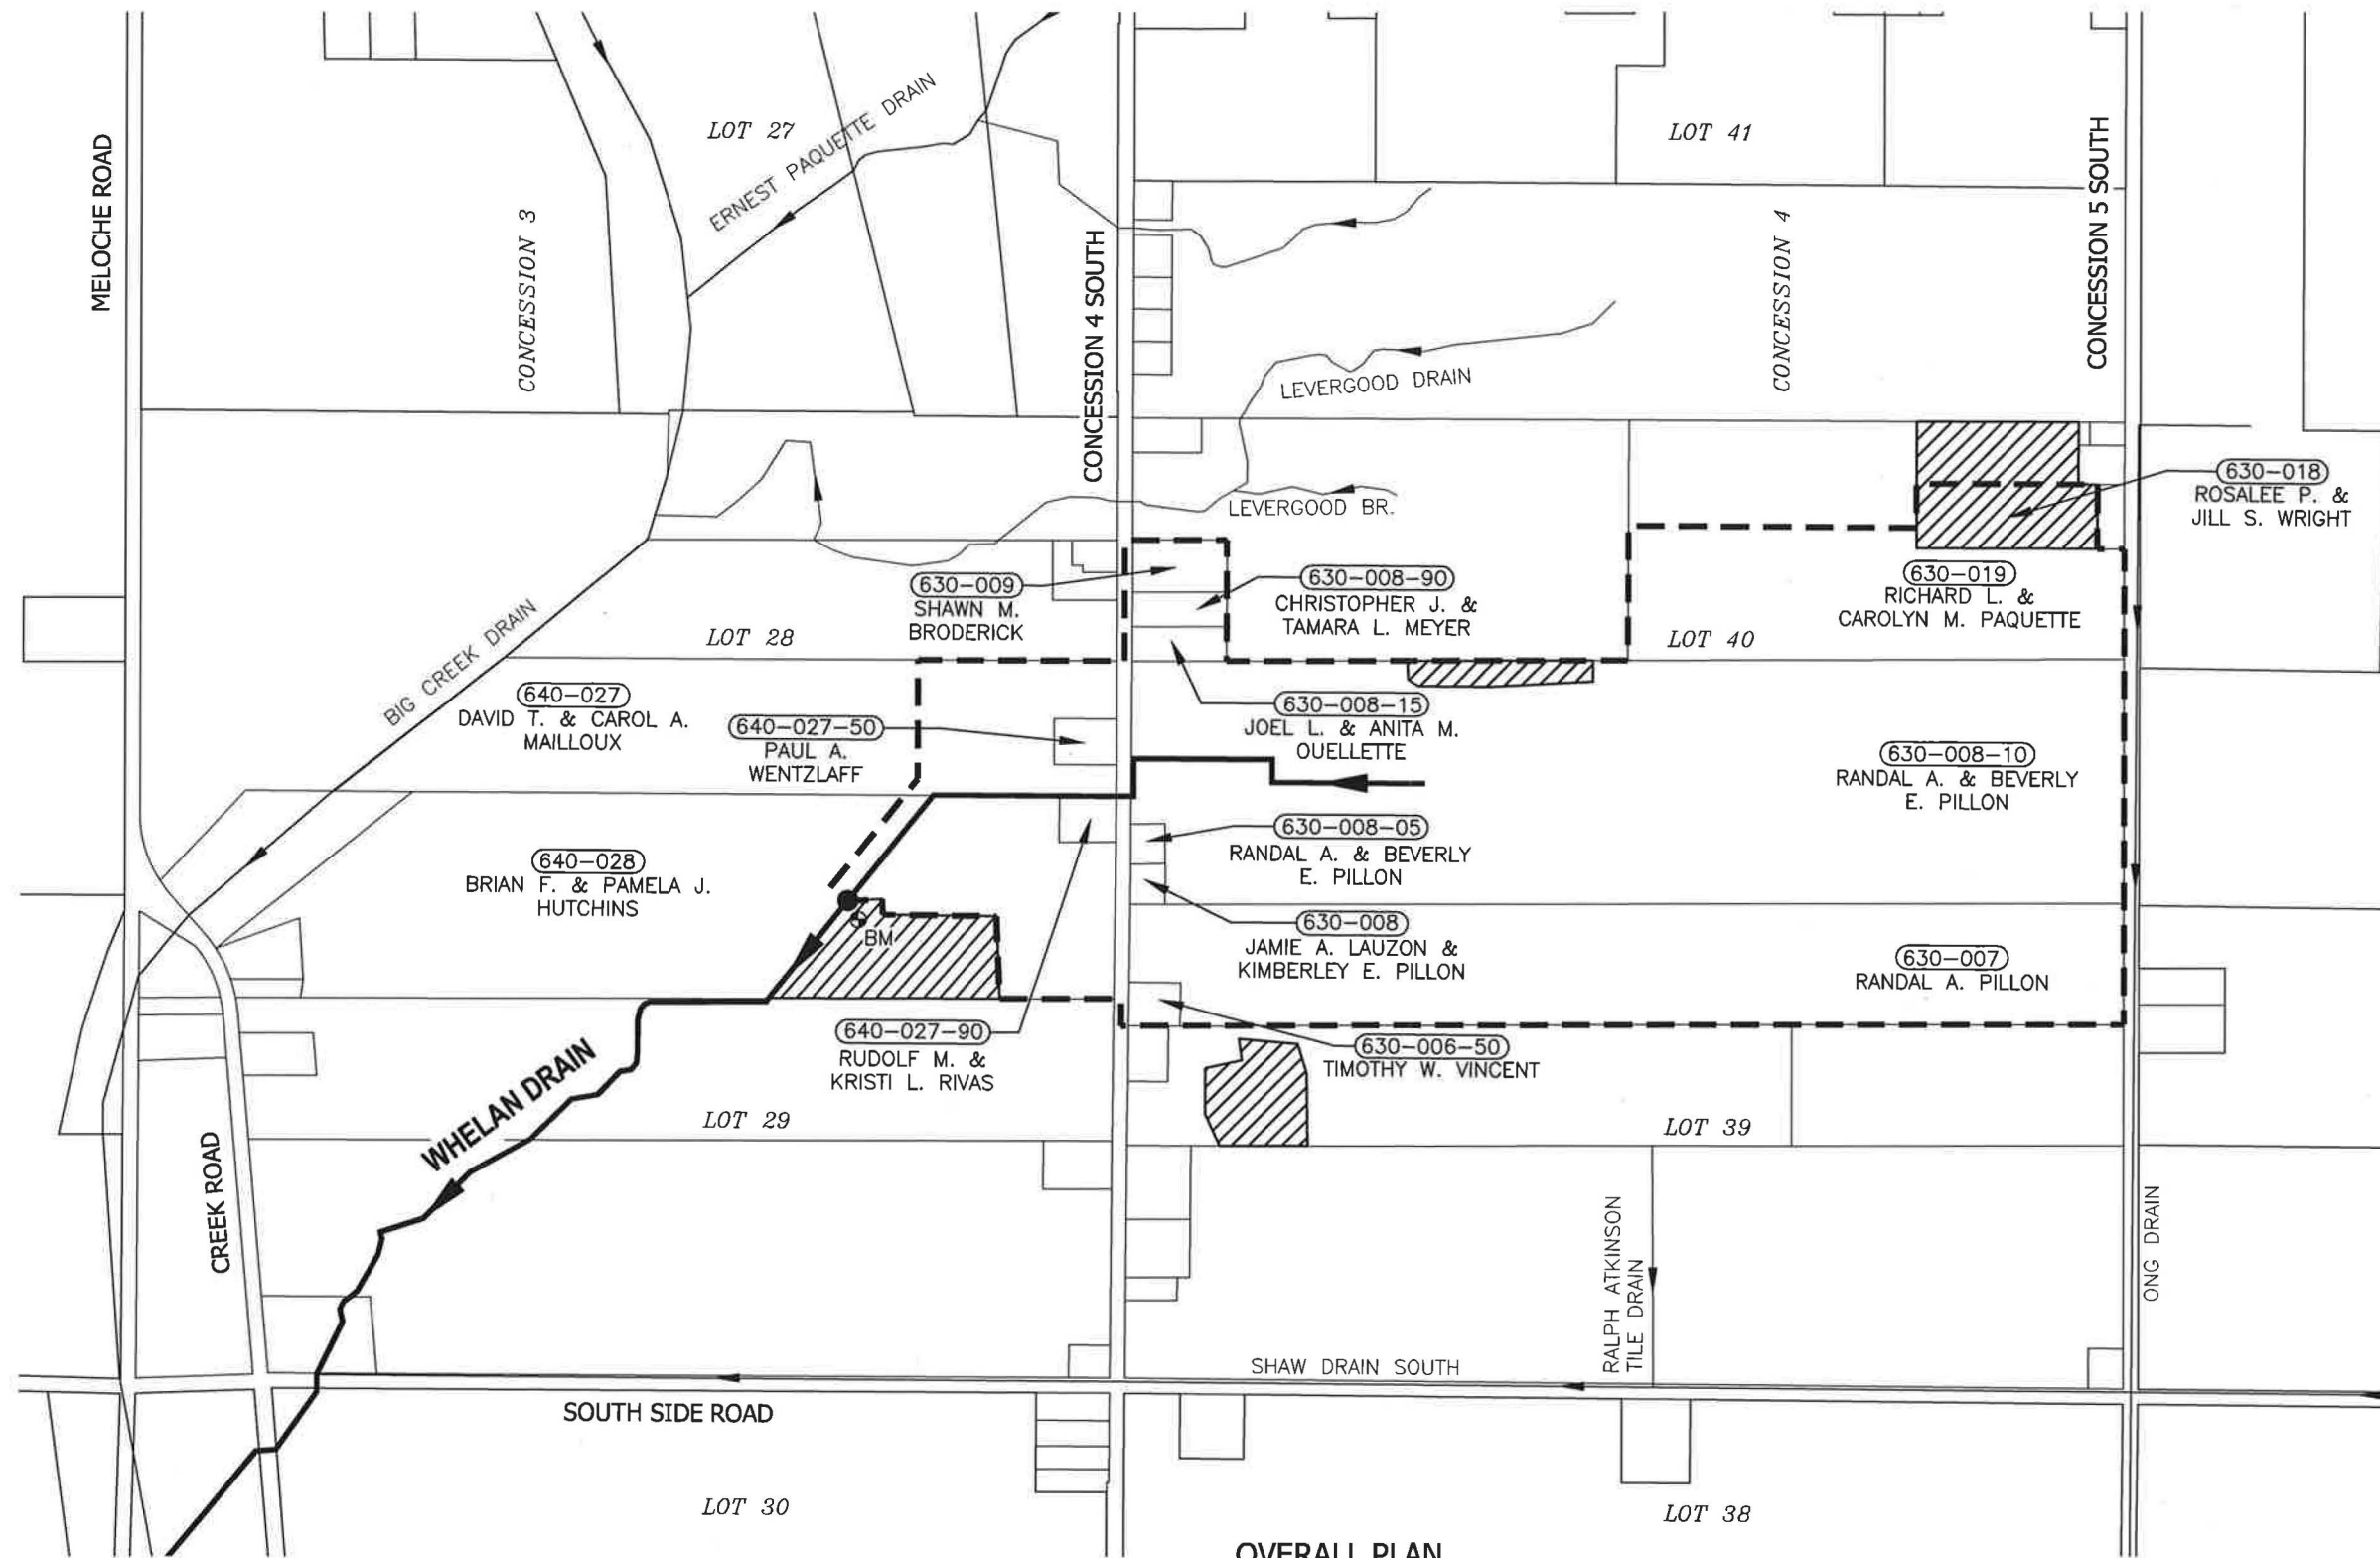 MELOCHE ROAD
CONCESSION 3
LOT 27
ERNEST PAQUETTE DRAIN
CONCESSION 4 SOUTH
LOT 41
CONCESSION 4
CONCESSION 5 SOUTH
LEVERGOOD DRAIN
LEVERGOOD BR.
630-018
ROSALEE P. &
JILL S. WRIGHT
630-009
SHAWN M.
BRODERICK
630-008-90
CHRISTOPHER J. &
TAMARA L. MEYER
630-019
RICHARD L. &
CAROLYN M. PAQUETTE
BIG CREEK DRAIN
LOT 28
LOT 40
640-027
DAVID T. & CAROL A.
MAILLOUX
640-027-50
PAUL A.
WENTZLAFF
630-008-15
JOEL L. & ANITA M.
OUELLETTE
630-008-10
RANDAL A. & BEVERLY
E. PILLON
640-028
BRIAN F. & PAMELA J.
HUTCHINS
630-008-05
RANDAL A. & BEVERLY
E. PILLON
BM
630-008
JAMIE A. LAUZON &
KIMBERLEY E. PILLON
630-007
RANDAL A. PILLON
640-027-90
RUDOLF M. &
KRISTI L. RIVAS
630-006-50
TIMOTHY W. VINCENT
WHELAN DRAIN
LOT 29
LOT 39
CREEK ROAD
RALPH ATKINSON
TILE DRAIN
ONG DRAIN
SHAW DRAIN SOUTH
SOUTH SIDE ROAD
LOT 30
LOT 38
OVERALL PLAN